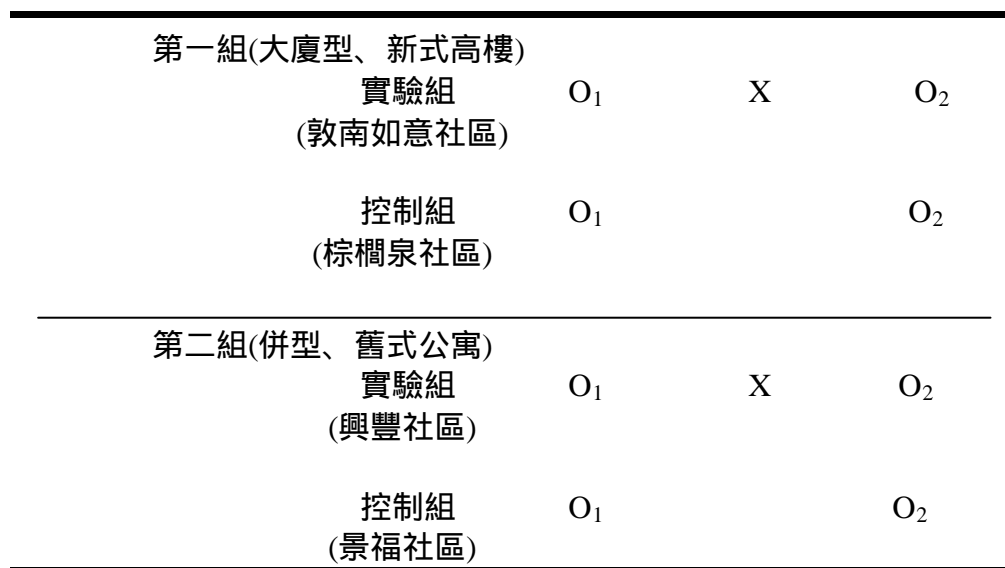 第一組(大廈型、新式高樓)
實驗組 O₁ X O₂
(敦南如意社區)
控制組 O₁ O₂
(棕櫚泉社區)
第二組(併型、舊式公寓)
實驗組 O₁ X O₂
(興豐社區)
控制組 O₁ O₂
(景福社區)